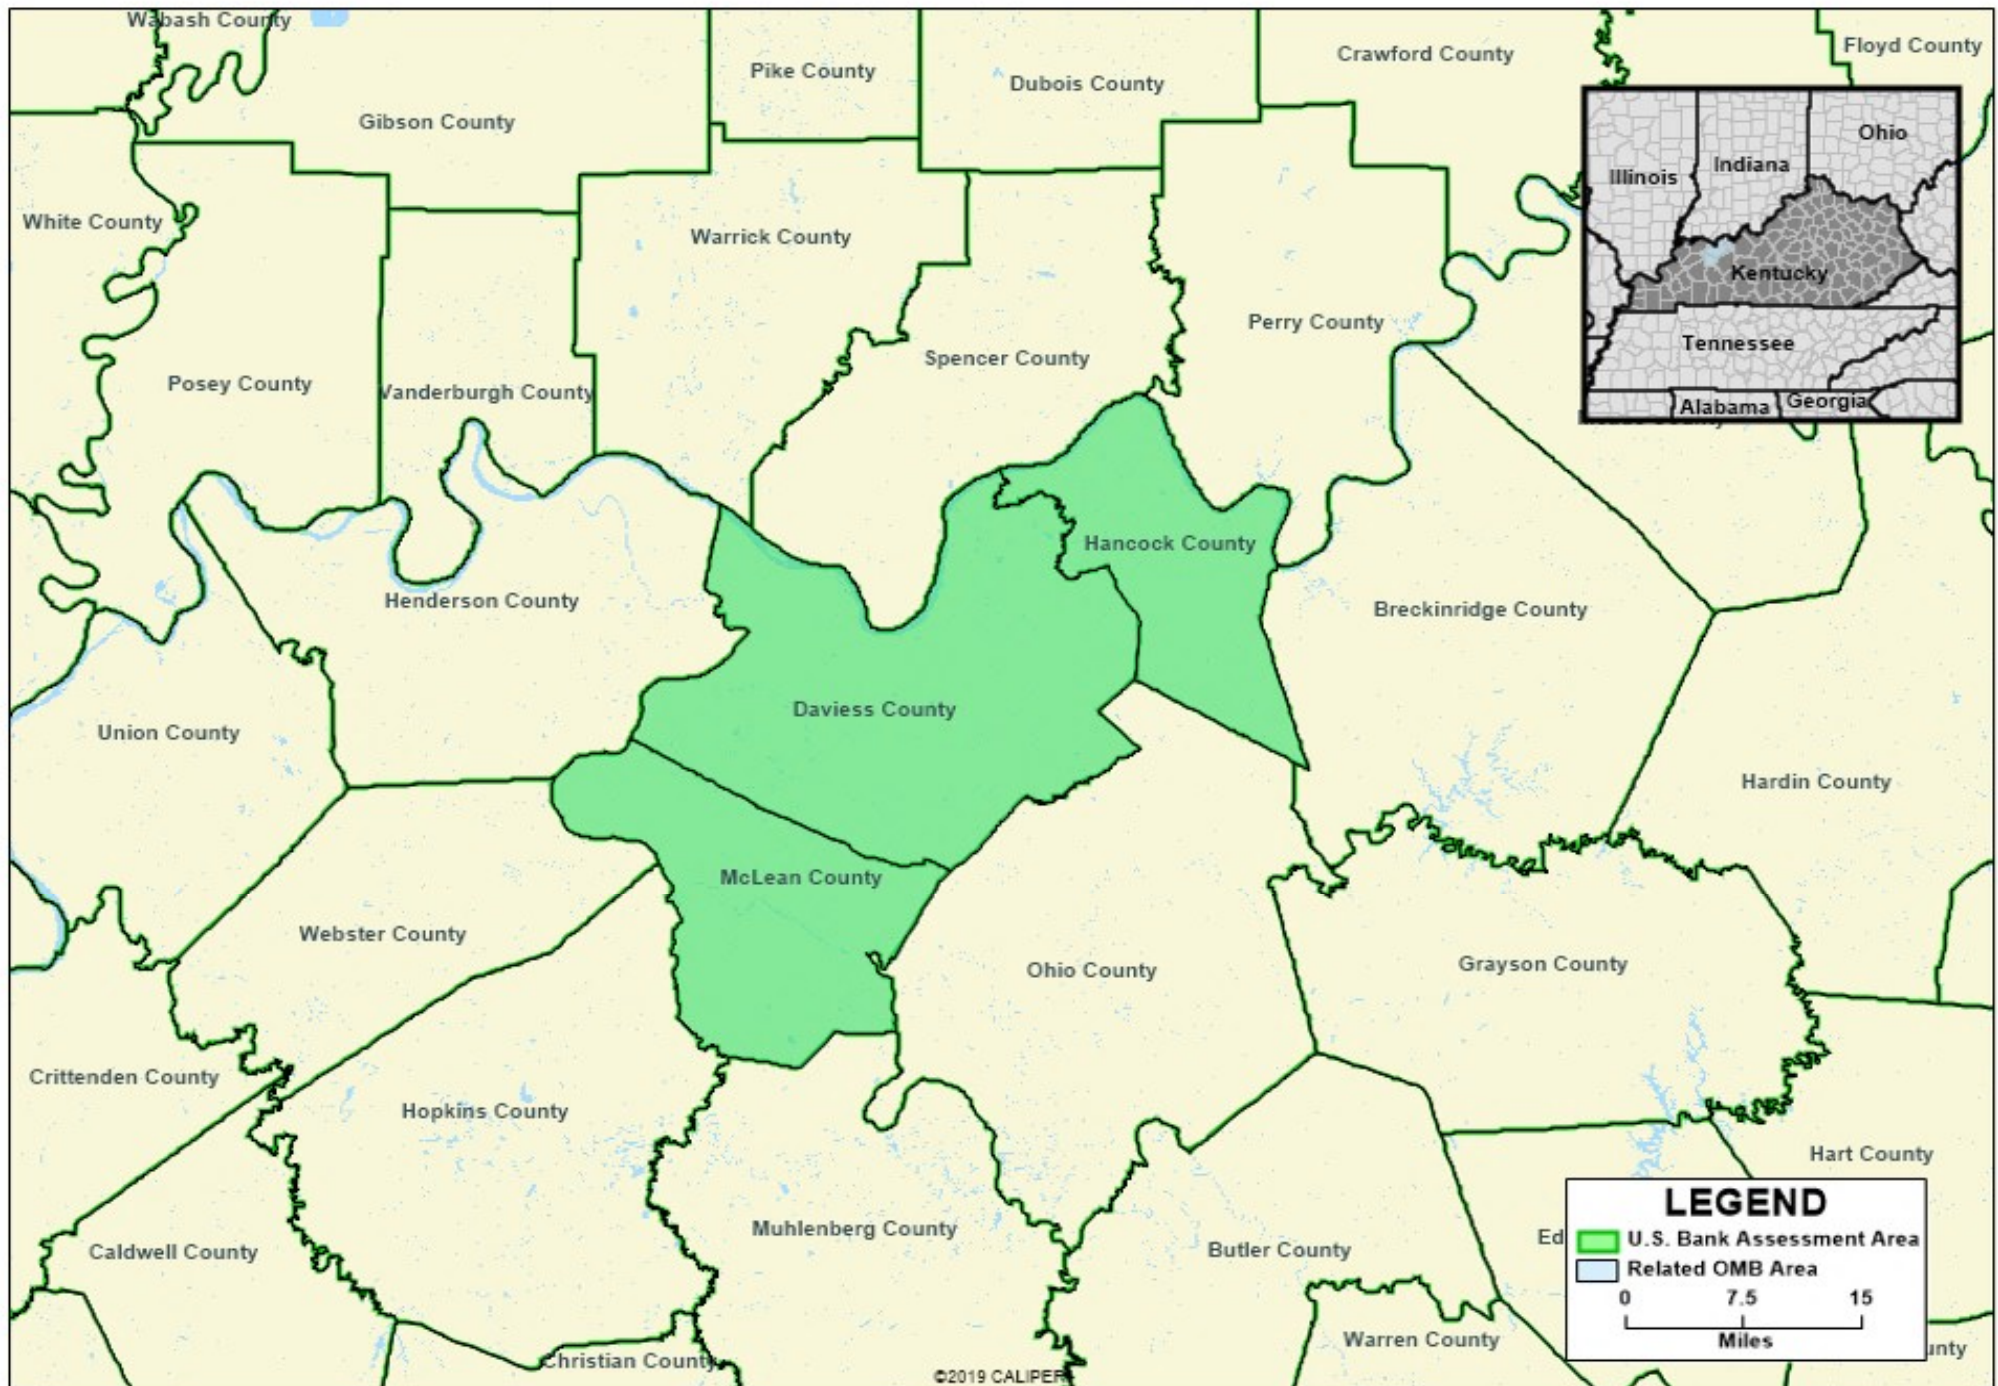 Wabash County
Floyd County
Crawford County
Pike County
Dubois County
Gibson County
Ohio
Indiana
Illinois
White County
Warrick County
Kentucky
Perry County
Tennessee
Spencer County
Posey County
Vanderburgh County
Alabama
Georgia
Hancock County
Henderson County
Breckinridge County
Daviess County
Union County
Hardin County
McLean County
Webster County
Ohio County
Grayson County
Crittenden County
Hopkins County
Hart County
LEGEND
Muhlenberg County
Ed
U.S. Bank Assessment Area
Caldwell County
Butler County
Related OMB Area
0 7.5 15
Miles
Warren County
unty
Christian County
©2019 CALIPER